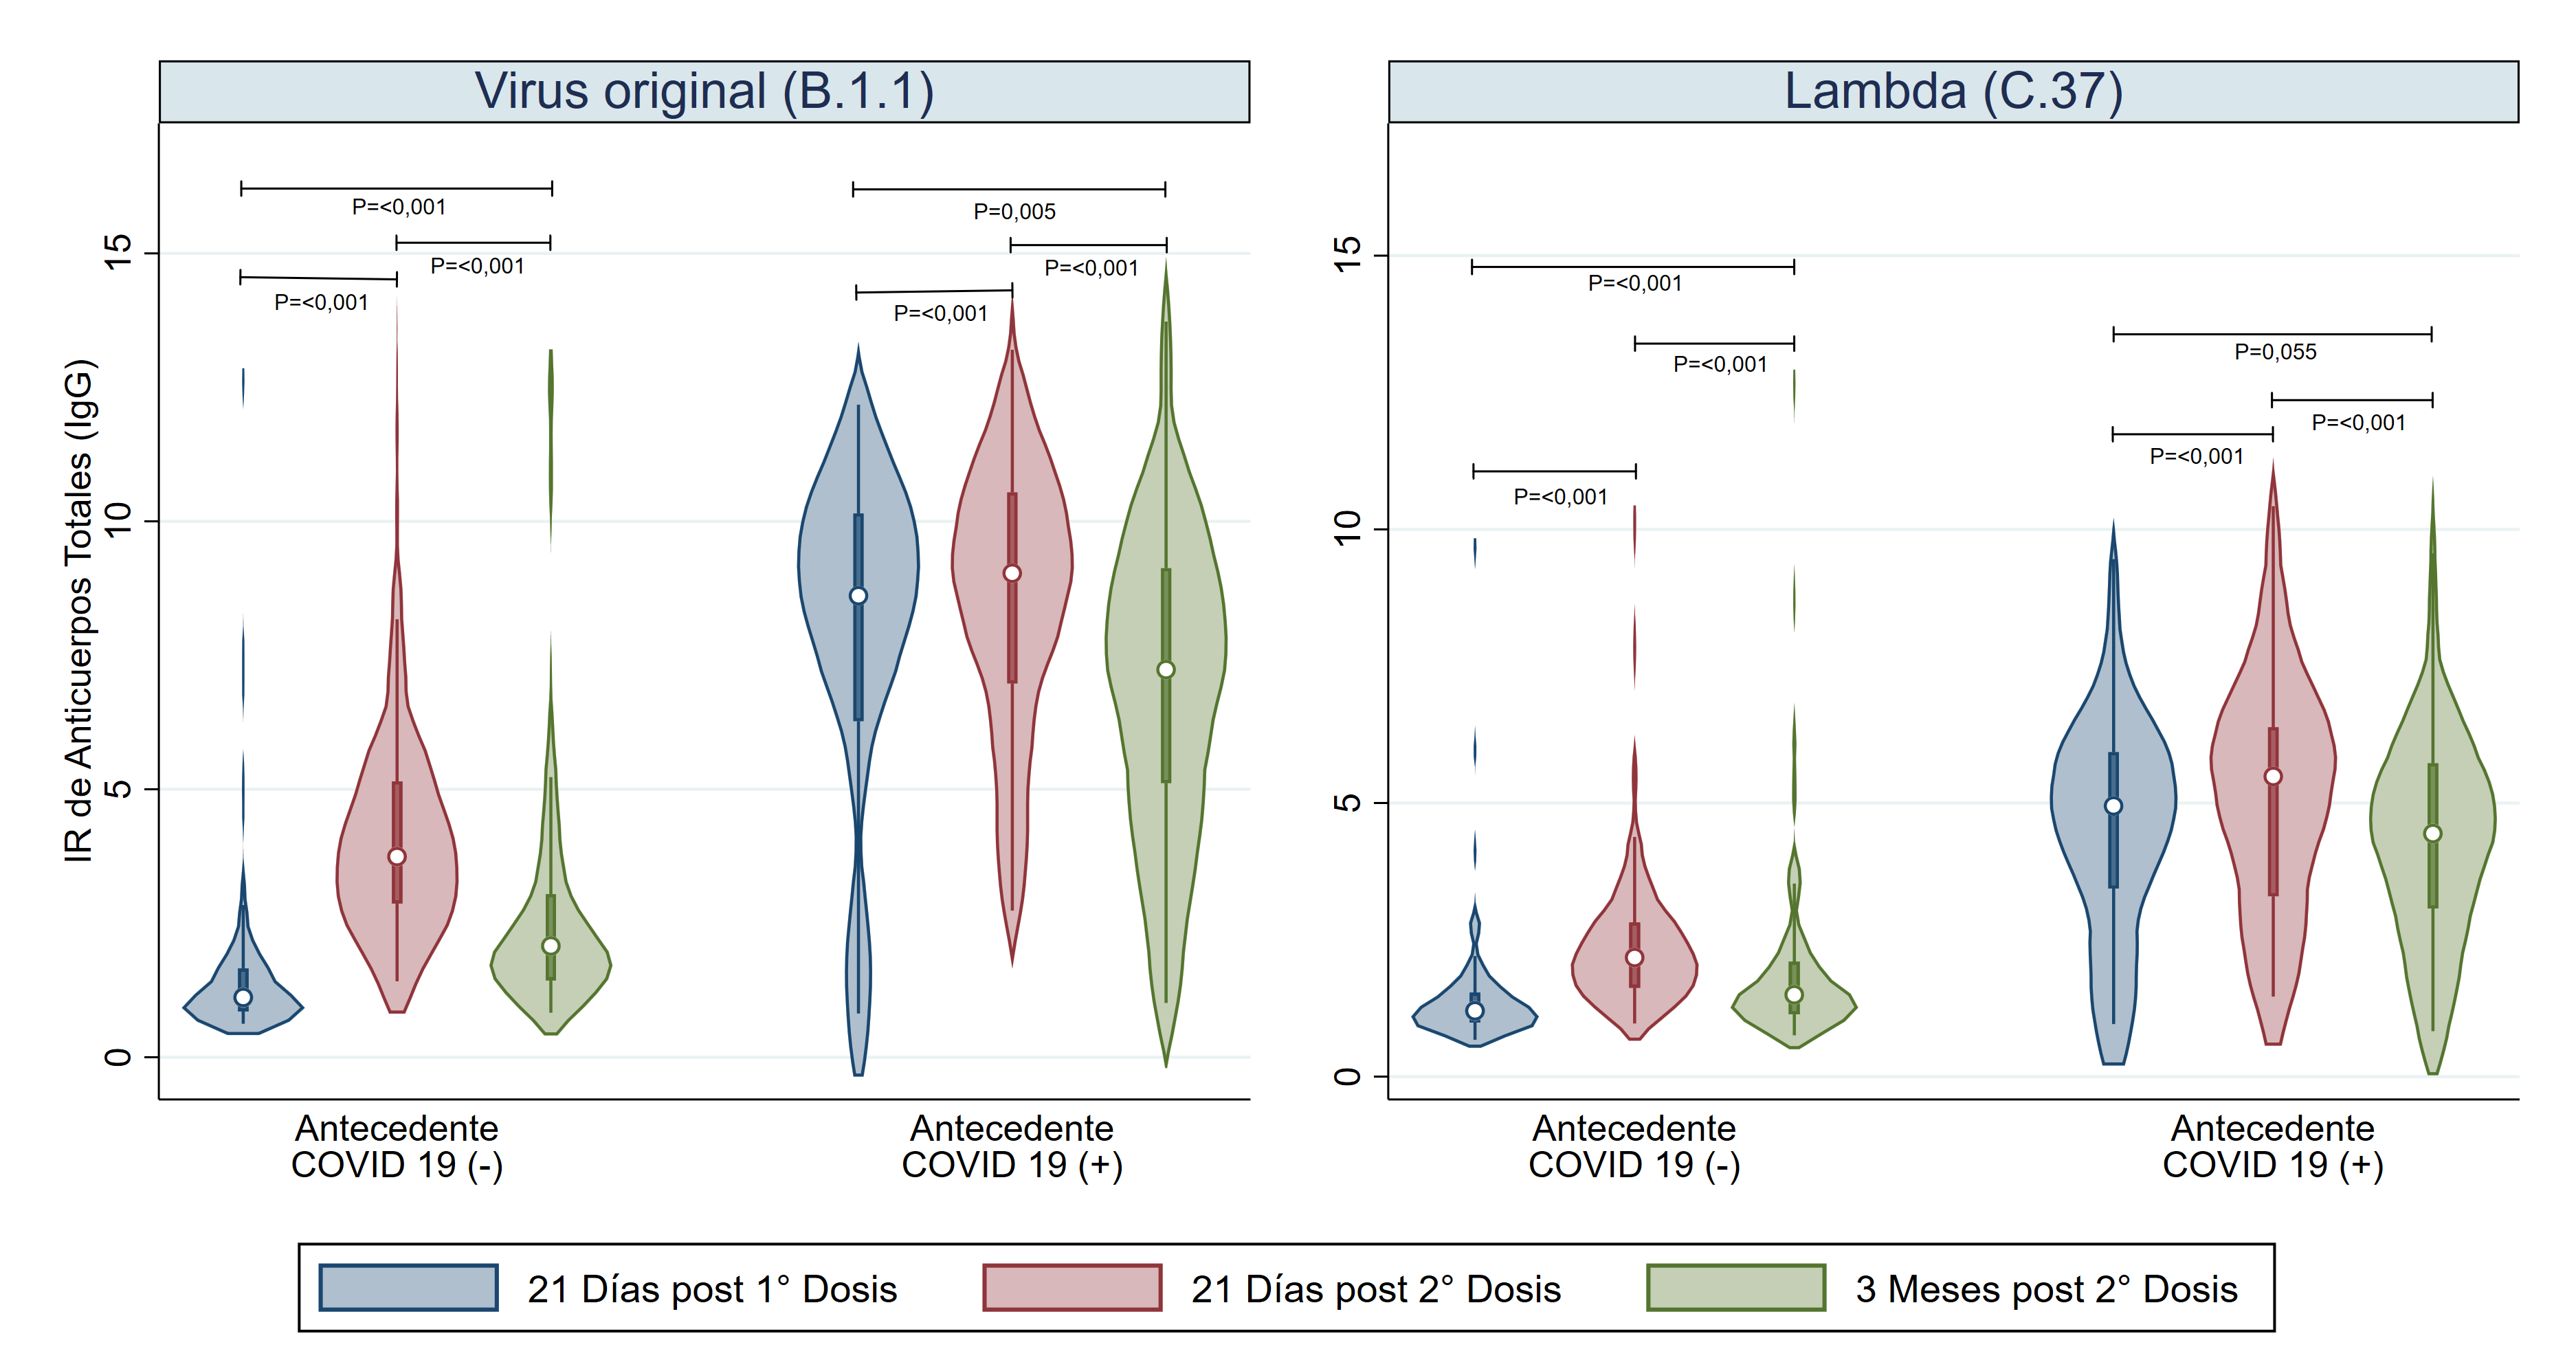 Virus original (B.1.1)
Lambda (C.37)
IR de Anticuerpos Totales (IgG)
15
10
5
0
P=<0,001
P=<0,001
P=<0,001
P=0,005
P=<0,001
P=<0,001
Antecedente
COVID 19 (-)
Antecedente
COVID 19 (+)
15
10
5
0
P=<0,001
P=<0,001
P=<0,001
P=0,055
P=<0,001
P=<0,001
Antecedente
COVID 19 (-)
Antecedente
COVID 19 (+)
21 Días post 1° Dosis
21 Días post 2° Dosis
3 Meses post 2° Dosis